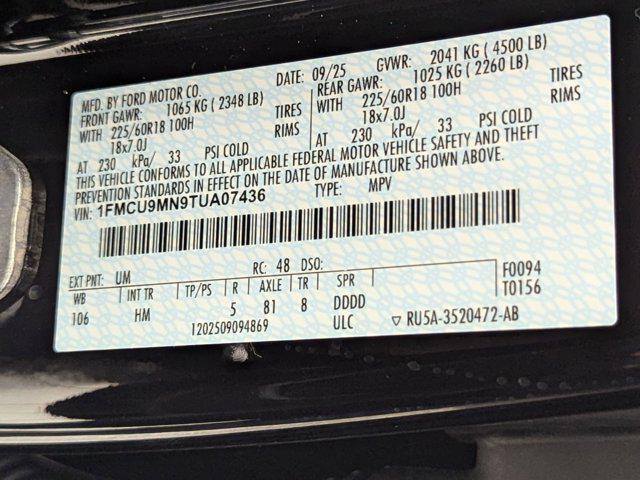 MFD. BY FORD MOTOR CO. DATE: 09/25 GVWR: 2041 KG ( 4500 LB)
FRONT GAWR: 1065 KG ( 2348 LB) REAR GAWR: 1025 KG ( 2260 LB)
WITH 225/60R18 100H TIRES WITH 225/60R18 100H TIRES
18x7.0J RIMS 18x7.0J RIMS
AT 230 kPa/ 33 PSI COLD AT 230 kPa/ 33 PSI COLD
THIS VEHICLE CONFORMS TO ALL APPLICABLE FEDERAL MOTOR VEHICLE SAFETY AND THEFT
PREVENTION STANDARDS IN EFFECT ON THE DATE OF MANUFACTURE SHOWN ABOVE.
VIN: 1FMCU9MN9TUA07436 TYPE: MPV
EXT PNT: UM RC: 48 DSO: F0094
WB INT TR TP/PS R AXLE TR SPR T0156
106 HM 5 81 8 DDDD
1202509094869 ULC ▽ RU5A-3520472-AB